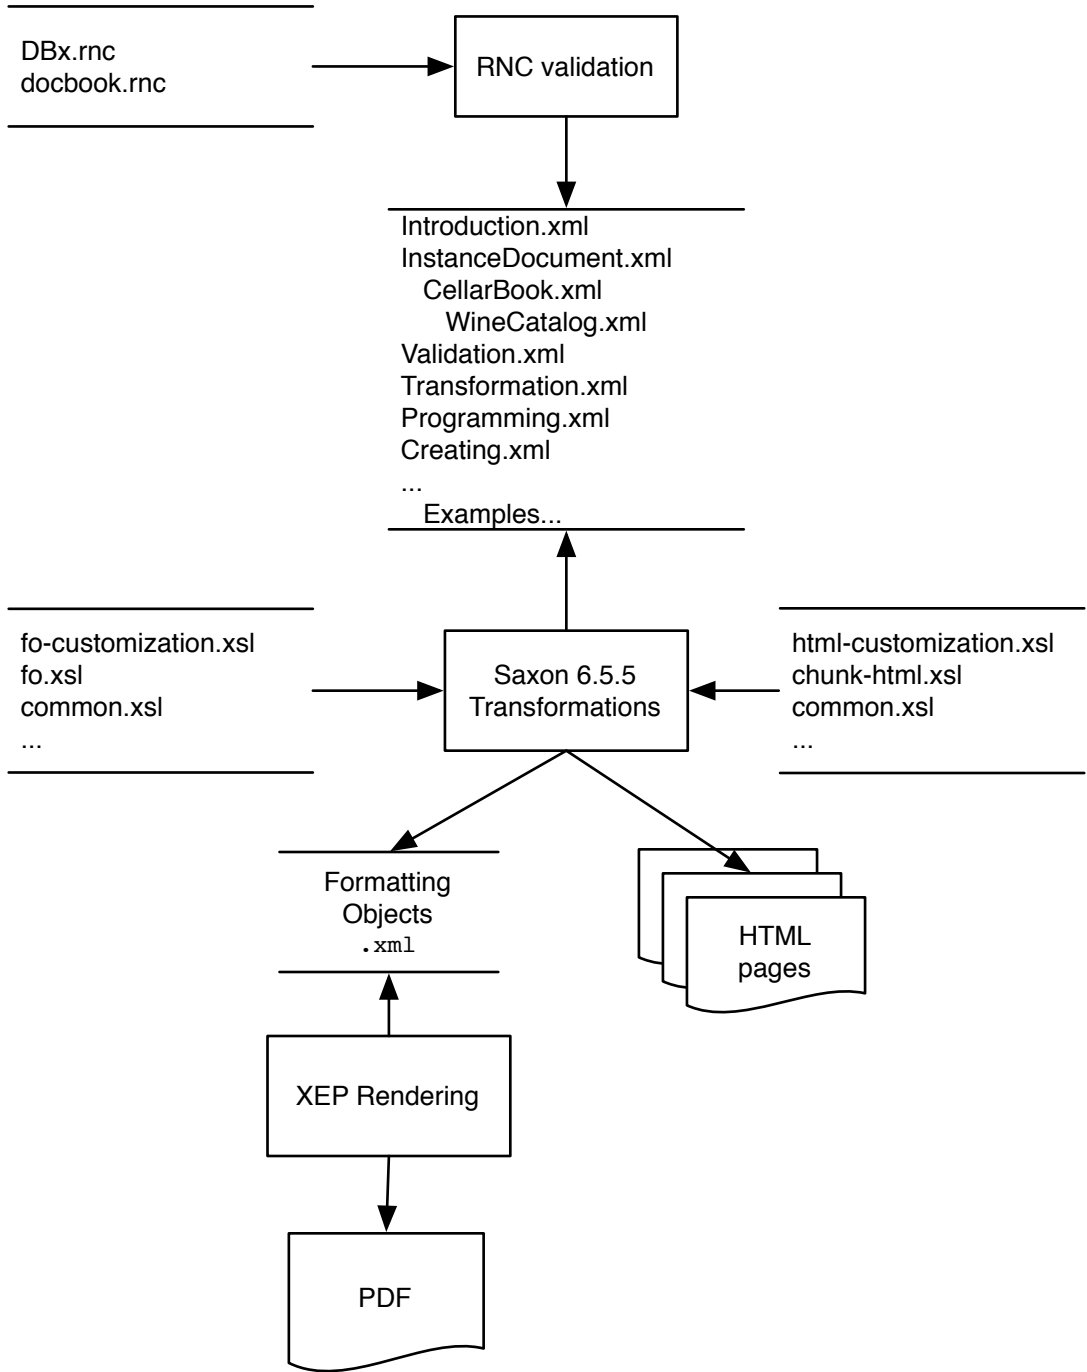 DBx.rnc
docbook.rnc
RNC validation
Introduction.xml
InstanceDocument.xml
CellarBook.xml
WineCatalog.xml
Validation.xml
Transformation.xml
Programming.xml
Creating.xml
...
Examples...
fo-customization.xsl
fo.xsl
common.xsl
...
Saxon 6.5.5
Transformations
html-customization.xsl
chunk-html.xsl
common.xsl
...
Formatting
Objects
.xml
HTML
pages
XEP Rendering
PDF